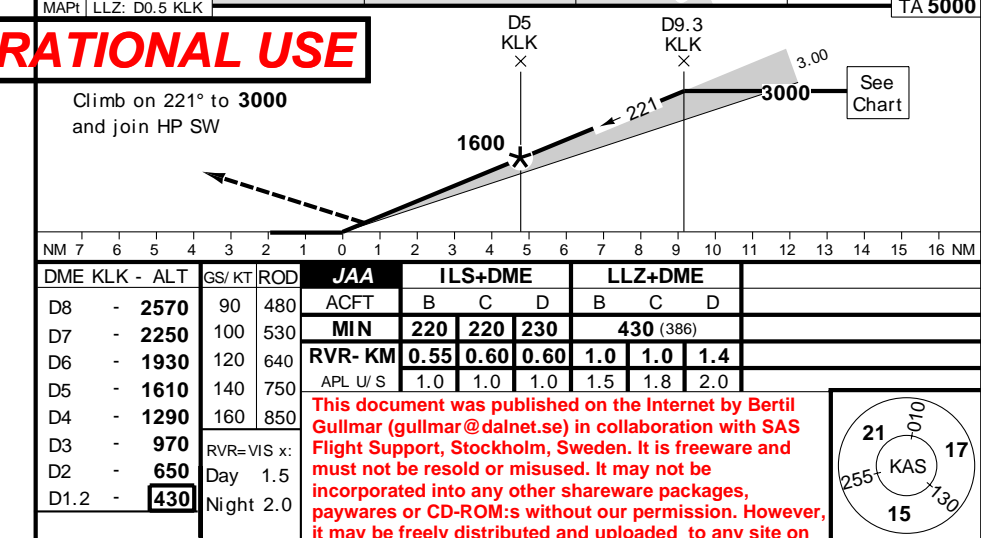 MAPt LLZ: D0.5 KLK
TA 5000
RATIONAL USE
D5
KLK
D9.3
KLK
3.00
Climb on 221° to 3000
and join HP SW
221
3000
See
Chart
1600
NM 7 6 5 4 3 2 1 0 1 2 3 4 5 6 7 8 9 10 11 12 13 14 15 16 NM
DME KLK - ALT GS/KT ROD JAA ILS+DME LLZ+DME
D8 - 2570 90 480 ACFT B C D B C D
D7 - 2250 100 530 MIN 220 220 230 430 (386)
D6 - 1930 120 640 RVR-KM 0.55 0.60 0.60 1.0 1.0 1.4
D5 - 1610 140 750 APL U/S 1.0 1.0 1.0 1.5 1.8 2.0
D4 - 1290 160 850
D3 - 970 RVR=VIS x:
D2 - 650 Day 1.5
D1.2 - 430 Night 2.0
This document was published on the Internet by Bertil
Gullmar (gullmar@dalnet.se) in collaboration with SAS
Flight Support, Stockholm, Sweden. It is freeware and
must not be resold or misused. It may not be
incorporated into any other shareware packages,
paywares or CD-ROM:s without our permission. However,
it may be freely distributed and uploaded to any site on
010
21
17
KAS
255
130
15